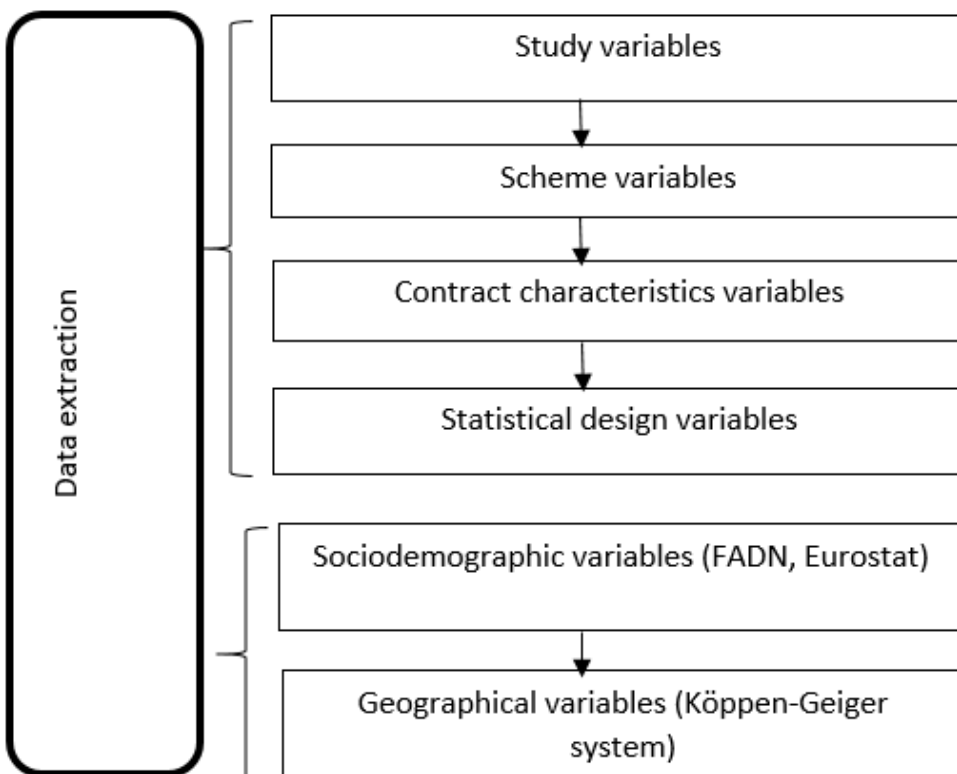 Data extraction
Study variables
Scheme variables
Contract characteristics variables
Statistical design variables
Sociodemographic variables (FADN, Eurostat)
Geographical variables (Köppen-Geiger
system)